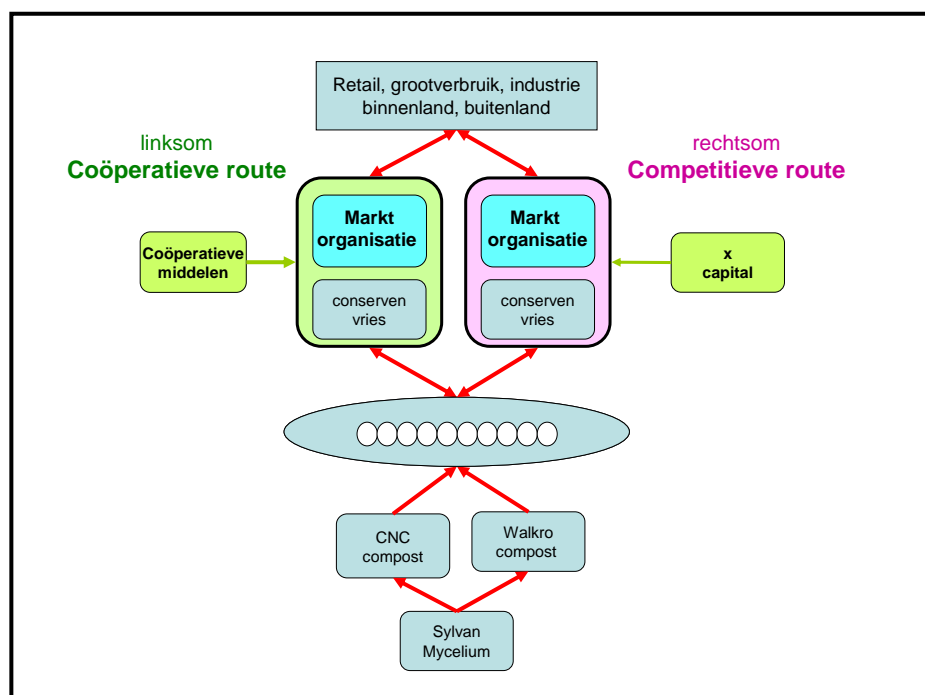 Retail, grootverbruik, industrie
binnenland, buitenland
linksom
Coöperatieve route
rechtsom
Competitieve route
Markt
organisatie
Markt
organisatie
Coöperatieve
middelen
x
capital
conserven
vries
conserven
vries
CNC
compost
Walkro
compost
Sylvan
Mycelium